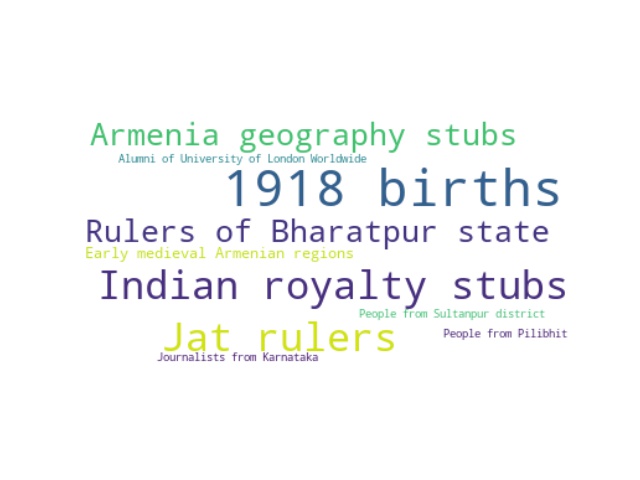 Armenia geography stubs
Alumni of University of London Worldwide
1918 births
Rulers of Bharatpur state
Early medieval Armenian regions
Indian royalty stubs
People from Sultanpur district
Jat rulers
People from Pilibhit
Journalists from Karnataka